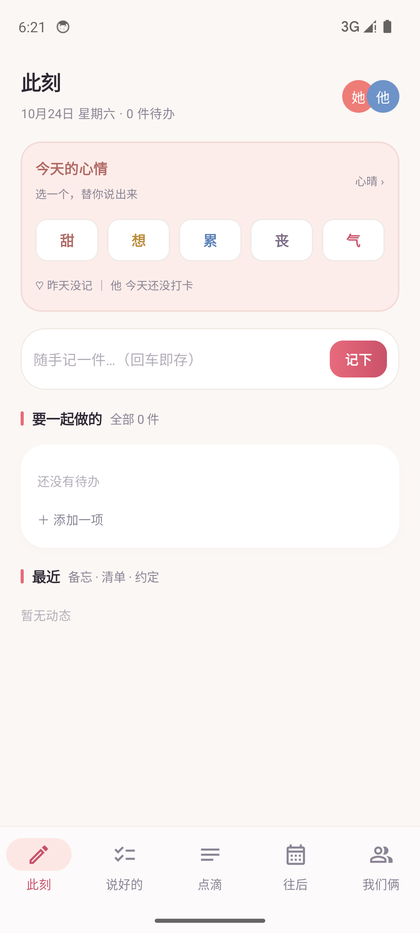 6:21
3G
此刻
10月24日 星期六 · 0 件待办
她 他
今天的心情
选一个，替你说出来
心晴 ›
甜 想 累 丧 气
♡ 昨天没记 ｜ 他 今天还没打卡
随手记一件…（回车即存）
记下
要一起做的 全部 0 件
还没有待办
＋ 添加一项
最近 备忘 · 清单 · 约定
暂无动态
此刻 说好的 点滴 往后 我们俩